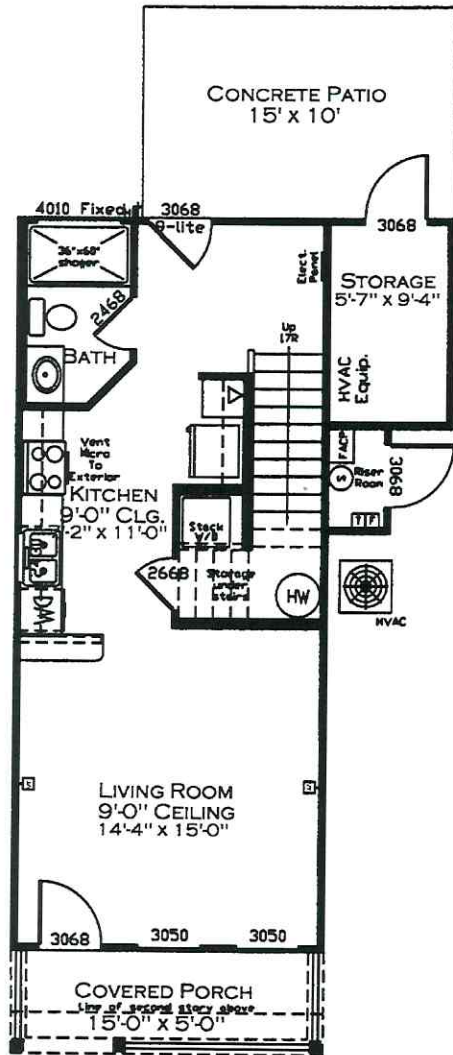 CONCRETE PATIO
15' x 10'
4010 Fixed
3068
9-lite
3068
36"x60"
shower
2468
BATH
Elect.
Panel
STORAGE
5'-7" x 9'-4"
Up
17R
HVAC
Equip.
Vent
Micro
To
Exterior
KITCHEN
9'-0" CLG.
-2" x 11'-0"
FACP
S
Riser
Room
3068
T F
Stack
W/D
2668
Storage
under
stairs
HW
DW
HVAC
LIVING ROOM
9'-0" CEILING
14'-4" x 15'-0"
3068
3050
3050
COVERED PORCH
Line of second story above
15'-0" x 5'-0"